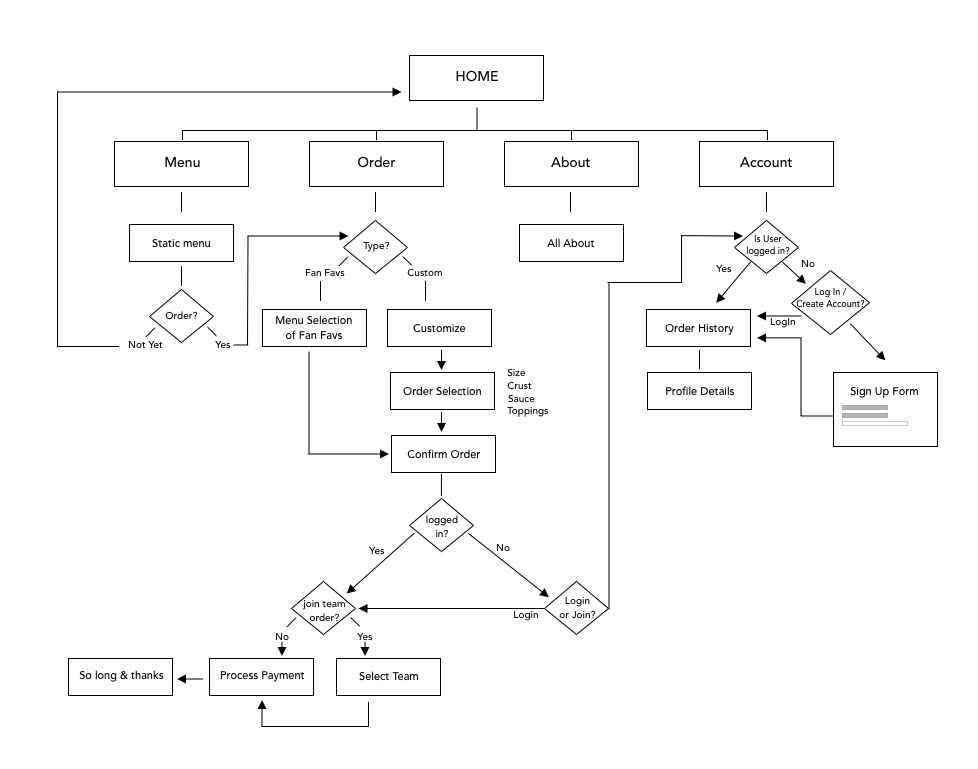 HOME
Menu
Order
About
Account
Static menu
Type?
All About
Is User
logged in?
Fan Favs
Custom
Yes
No
Order?
Not Yet
Yes
Menu Selection
of Fan Favs
Customize
Log In /
Create Account?
LogIn
Order History
Order Selection
Size
Crust
Sauce
Toppings
Profile Details
Sign Up Form
Confirm Order
logged
in?
Yes
No
join team
order?
Login
Login
or Join?
No
Yes
So long & thanks
Process Payment
Select Team